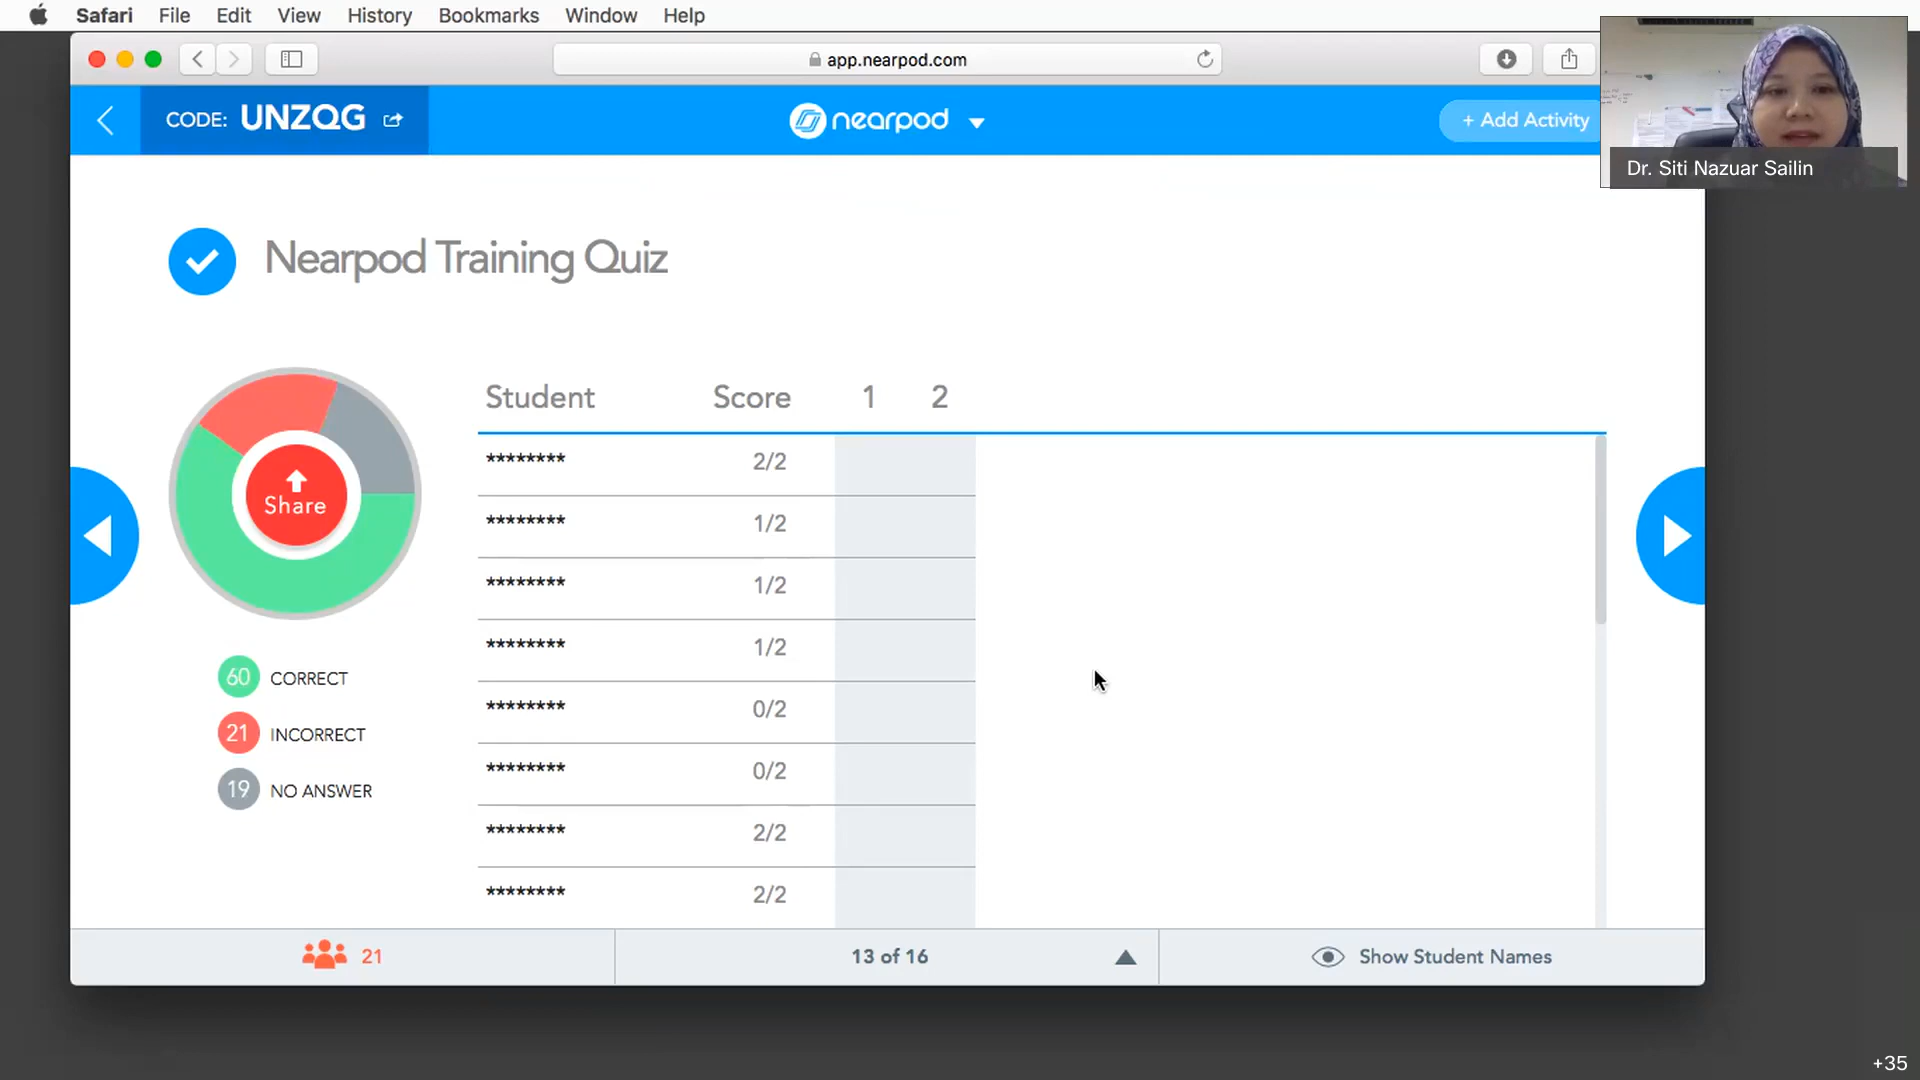 Safari File Edit View History Bookmarks Window Help
app.nearpod.com
CODE: UNZQG
nearpod
+ Add Activity
Dr. Siti Nazuar Sailin
Nearpod Training Quiz
Share
60 CORRECT
21 INCORRECT
19 NO ANSWER
Student Score 1 2
******** 2/2
******** 1/2
******** 1/2
******** 1/2
******** 0/2
******** 0/2
******** 2/2
******** 2/2
21
13 of 16
Show Student Names
+35